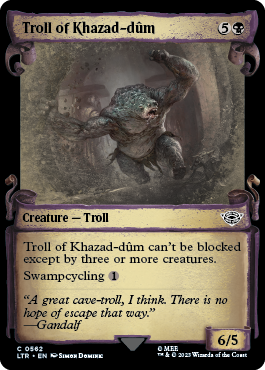 Troll of Khazad-dûm 5
Creature — Troll
Troll of Khazad-dûm can't be blocked
except by three or more creatures.
Swampcycling 1
“A great cave-troll, I think. There is no
hope of escape that way.”
—Gandalf
6/5
C 0562
LTR • EN Simon Dominic
© MEE
™ & © 2023 Wizards of the Coast